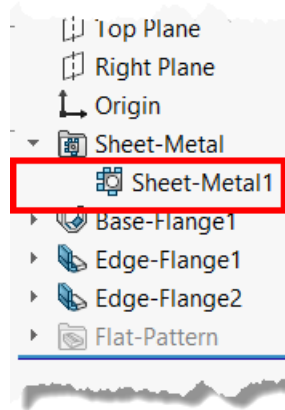 Top Plane
Right Plane
Origin
Sheet-Metal
Sheet-Metal1
Base-Flange1
Edge-Flange1
Edge-Flange2
Flat-Pattern